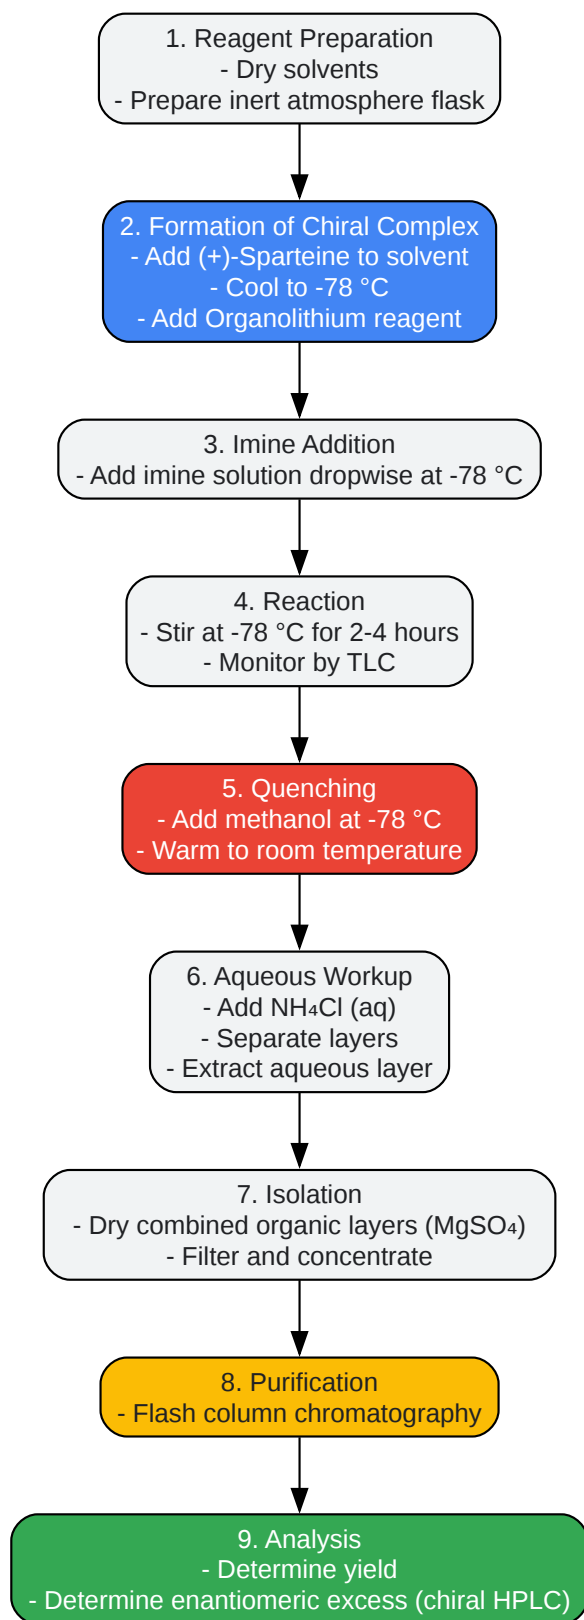 1. Reagent Preparation
- Dry solvents
- Prepare inert atmosphere flask
2. Formation of Chiral Complex
- Add (+)-Sparteine to solvent
- Cool to -78 °C
- Add Organolithium reagent
3. Imine Addition
- Add imine solution dropwise at -78 °C
4. Reaction
- Stir at -78 °C for 2-4 hours
- Monitor by TLC
5. Quenching
- Add methanol at -78 °C
- Warm to room temperature
6. Aqueous Workup
- Add NH₄Cl (aq)
- Separate layers
- Extract aqueous layer
7. Isolation
- Dry combined organic layers (MgSO₄)
- Filter and concentrate
8. Purification
- Flash column chromatography
9. Analysis
- Determine yield
- Determine enantiomeric excess (chiral HPLC)